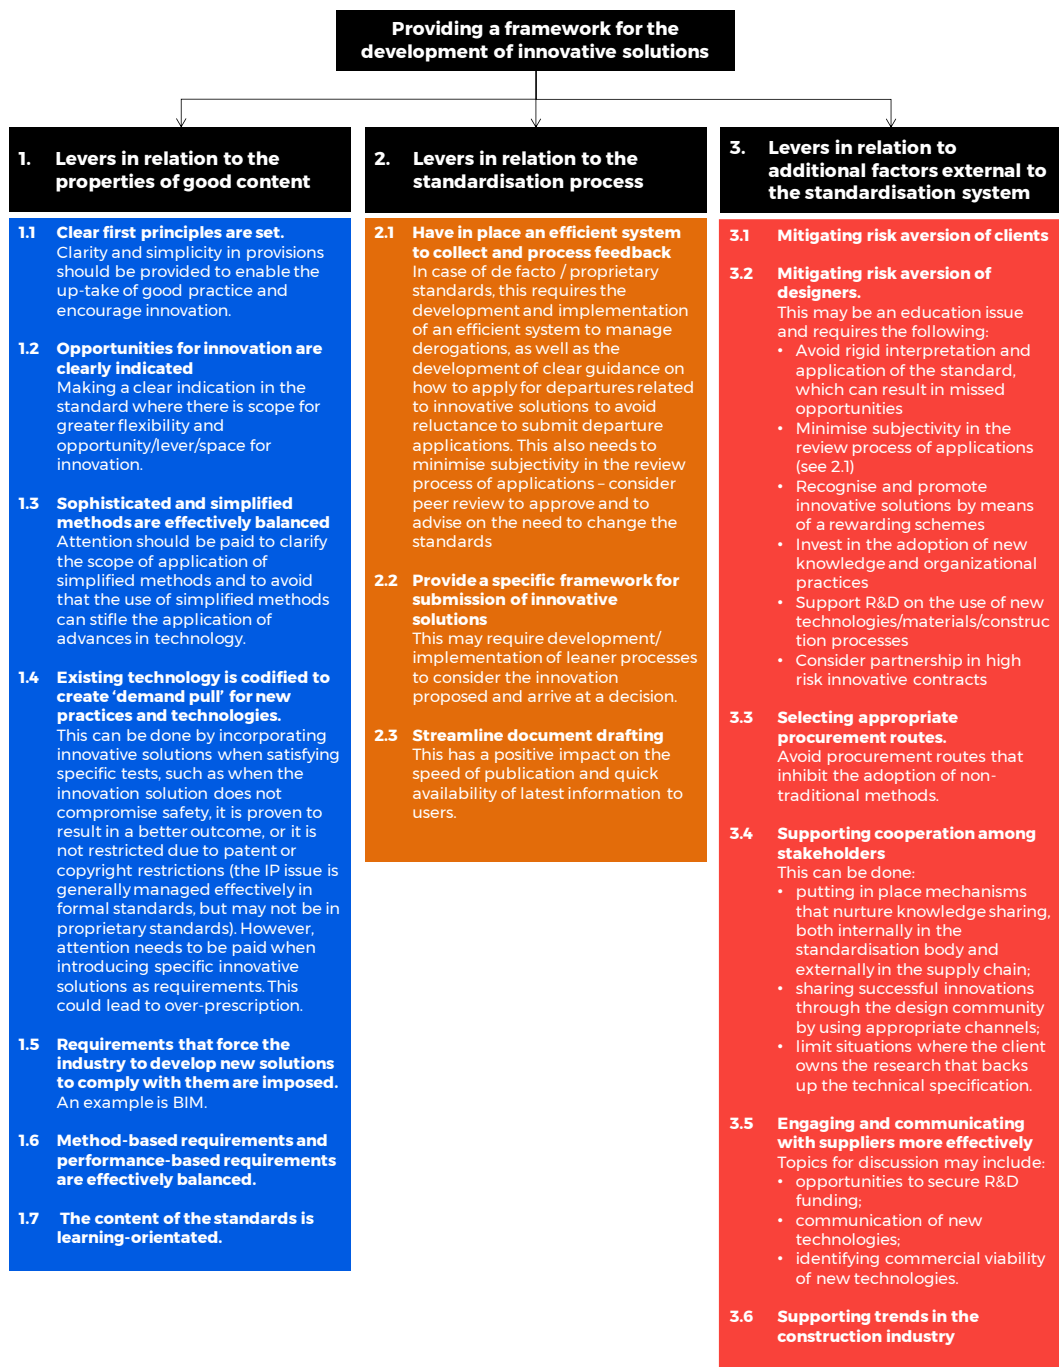 Providing a framework for the
development of innovative solutions
1. Levers in relation to the
properties of good content
1.1 Clear first principles are set.
Clarity and simplicity in provisions
should be provided to enable the
up-take of good practice and
encourage innovation.
1.2 Opportunities for innovation are
clearly indicated
Making a clear indication in the
standard where there is scope for
greater flexibility and
opportunity/lever/space for
innovation.
1.3 Sophisticated and simplified
methods are effectively balanced
Attention should be paid to clarify
the scope of application of
simplified methods and to avoid
that the use of simplified methods
can stifle the application of
advances in technology.
1.4 Existing technology is codified to
create ‘demand pull’ for new
practices and technologies.
This can be done by incorporating
innovative solutions when satisfying
specific tests, such as when the
innovation solution does not
compromise safety, it is proven to
result in a better outcome, or it is
not restricted due to patent or
copyright restrictions (the IP issue is
generally managed effectively in
formal standards, but may not be in
proprietary standards). However,
attention needs to be paid when
introducing specific innovative
solutions as requirements. This
could lead to over-prescription.
1.5 Requirements that force the
industry to develop new solutions
to comply with them are imposed.
An example is BIM.
1.6 Method-based requirements and
performance-based requirements
are effectively balanced.
1.7 The content of the standards is
learning-orientated.
2. Levers in relation to the
standardisation process
2.1 Have in place an efficient system
to collect and process feedback
In case of de facto / proprietary
standards, this requires the
development and implementation
of an efficient system to manage
derogations, as well as the
development of clear guidance on
how to apply for departures related
to innovative solutions to avoid
reluctance to submit departure
applications. This also needs to
minimise subjectivity in the review
process of applications – consider
peer review to approve and to
advise on the need to change the
standards
2.2 Provide a specific framework for
submission of innovative
solutions
This may require development/
implementation of leaner processes
to consider the innovation
proposed and arrive at a decision.
2.3 Streamline document drafting
This has a positive impact on the
speed of publication and quick
availability of latest information to
users.
3. Levers in relation to
additional factors external to
the standardisation system
3.1 Mitigating risk aversion of clients
3.2 Mitigating risk aversion of
designers.
This may be an education issue
and requires the following:
• Avoid rigid interpretation and
application of the standard,
which can result in missed
opportunities
• Minimise subjectivity in the
review process of applications
(see 2.1)
• Recognise and promote
innovative solutions by means
of a rewarding schemes
• Invest in the adoption of new
knowledge and organizational
practices
• Support R&D on the use of new
technologies/materials/construc
tion processes
• Consider partnership in high
risk innovative contracts
3.3 Selecting appropriate
procurement routes.
Avoid procurement routes that
inhibit the adoption of non-
traditional methods.
3.4 Supporting cooperation among
stakeholders
This can be done:
• putting in place mechanisms
that nurture knowledge sharing,
both internally in the
standardisation body and
externally in the supply chain;
• sharing successful innovations
through the design community
by using appropriate channels;
• limit situations where the client
owns the research that backs
up the technical specification.
3.5 Engaging and communicating
with suppliers more effectively
Topics for discussion may include:
• opportunities to secure R&D
funding;
• communication of new
technologies;
• identifying commercial viability
of new technologies.
3.6 Supporting trends in the
construction industry